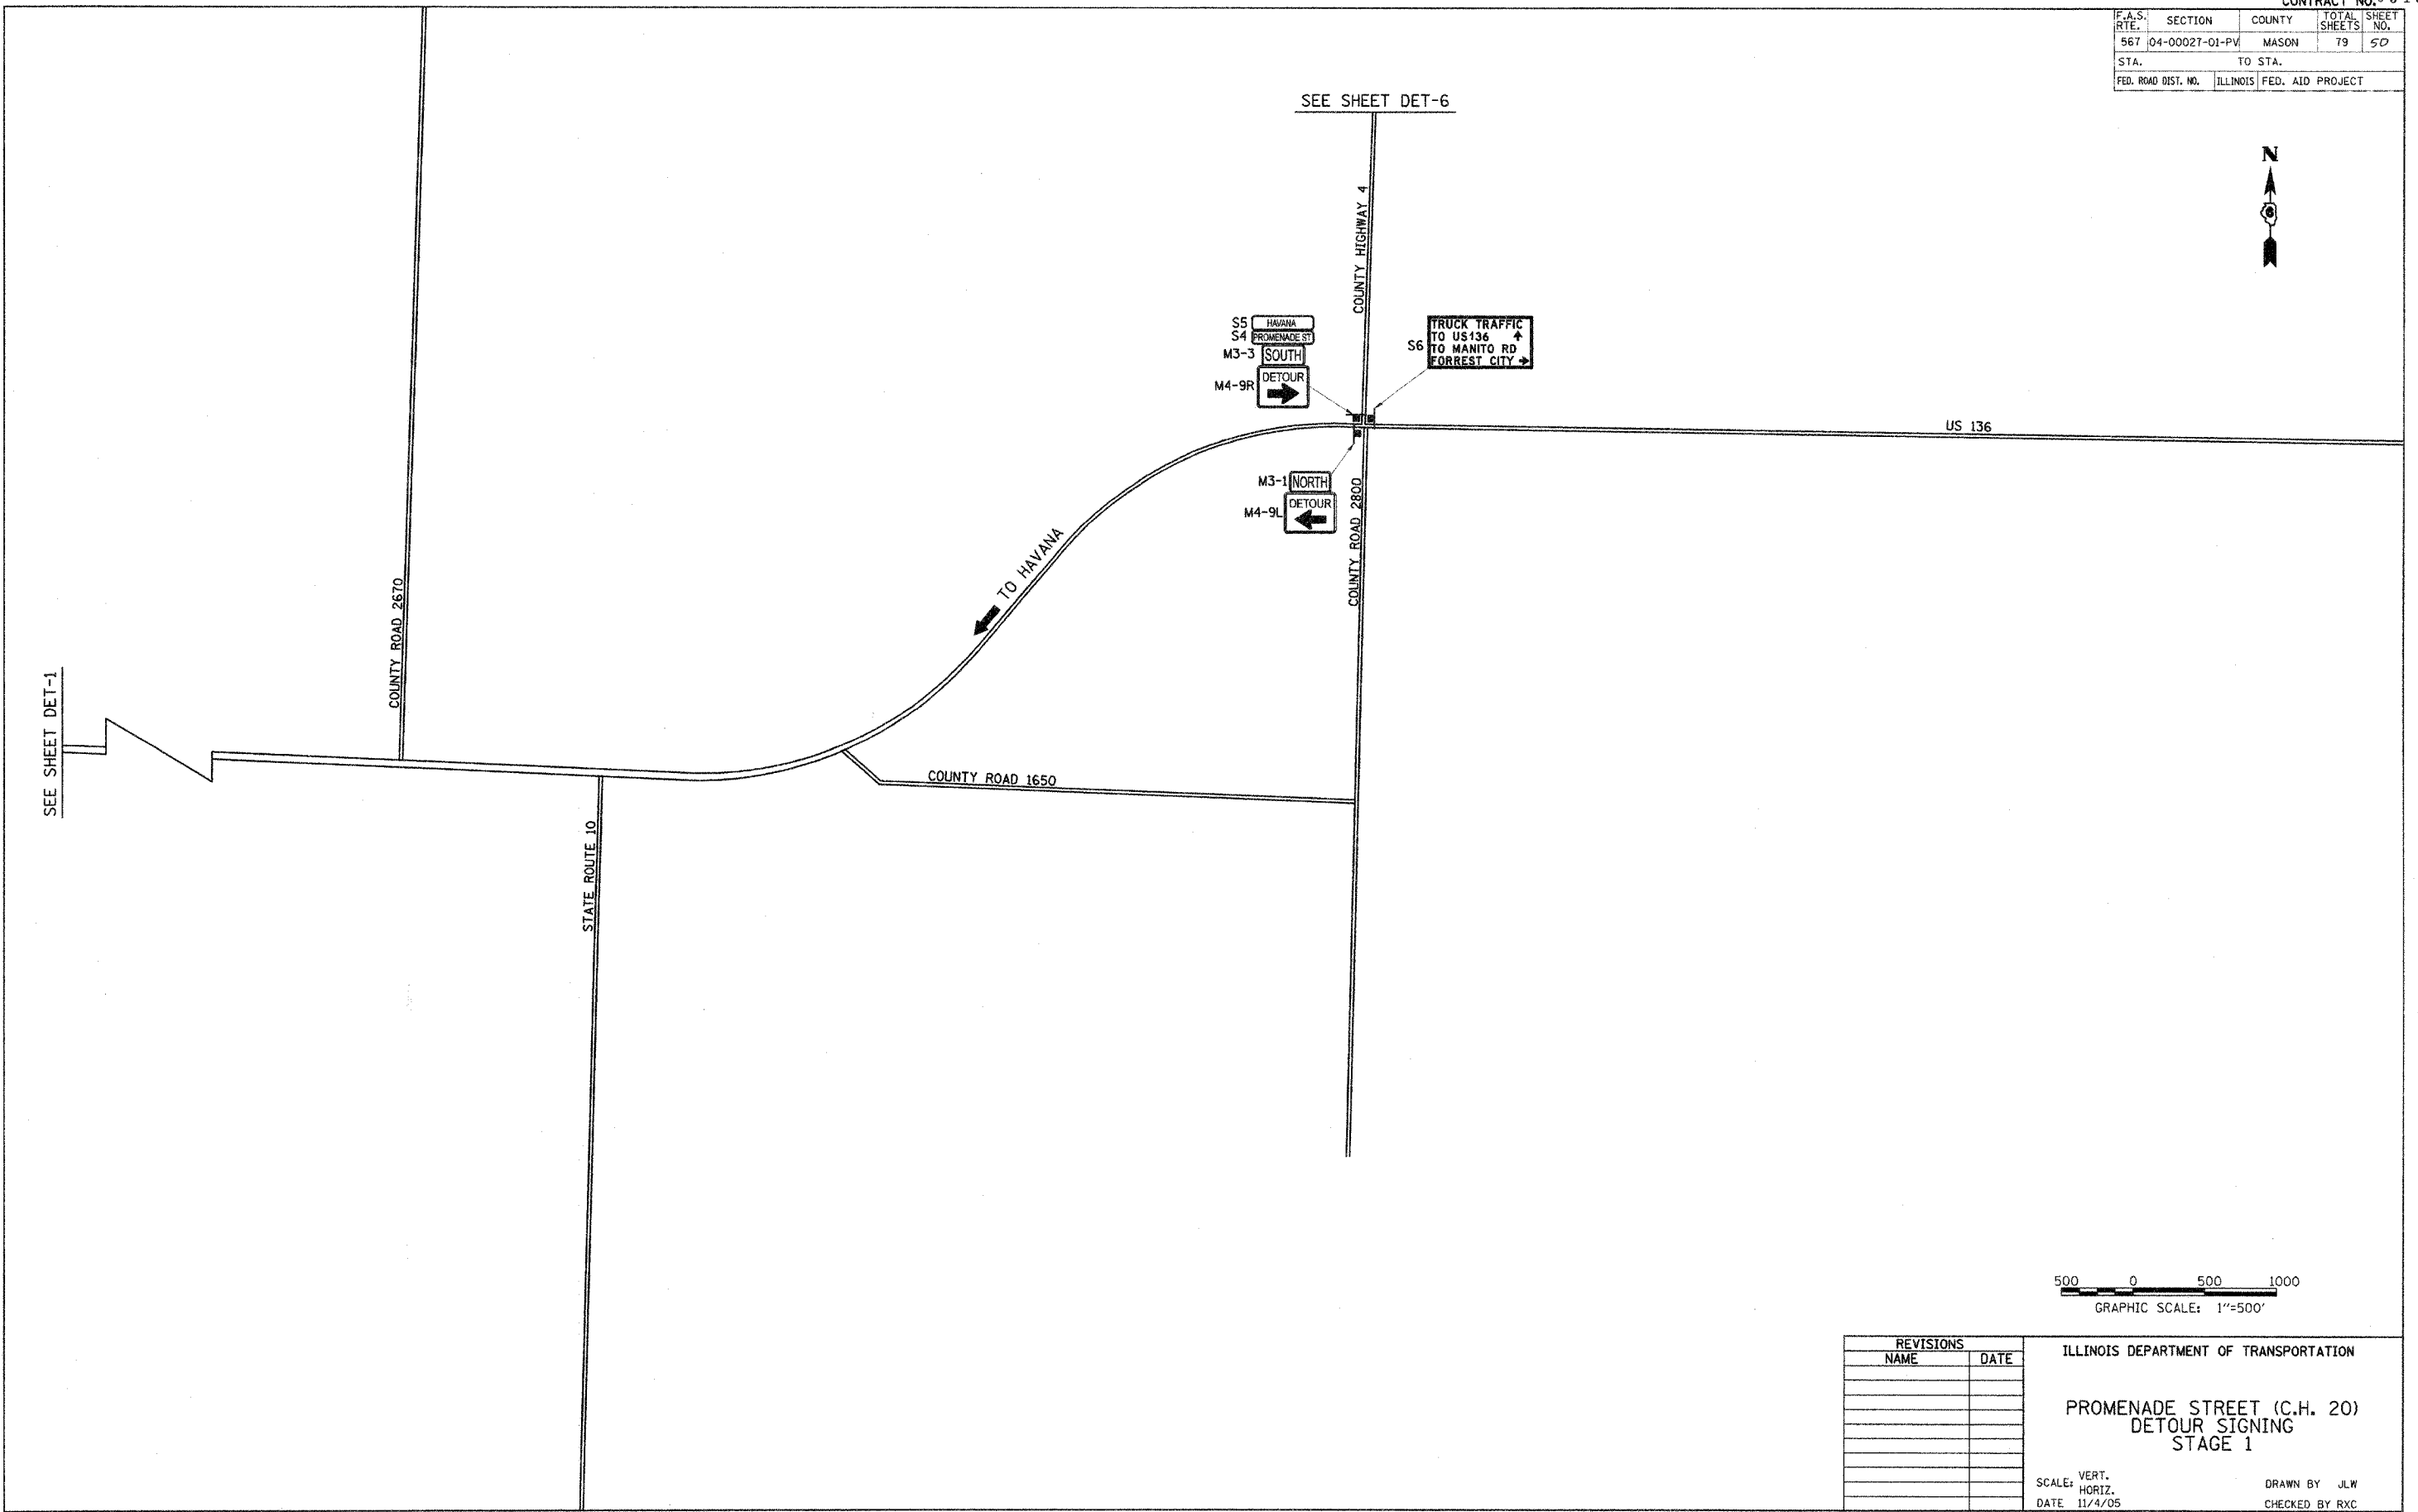 CONTRACT NO.
F.A.S. RTE. SECTION COUNTY TOTAL SHEETS SHEET NO.
567 04-00027-01-PV MASON 79 50
STA. TO STA.
FED. ROAD DIST. NO. ILLINOIS FED. AID PROJECT
SEE SHEET DET-6
N
6
COUNTY HIGHWAY 4
S5 HAVANA
S4 PROMENADE ST
M3-3 SOUTH
M4-9R DETOUR
S6
TRUCK TRAFFIC
TO US136
TO MANITO RD
FORREST CITY
US 136
M3-1 NORTH
M4-9L DETOUR
COUNTY ROAD 2800
TO HAVANA
COUNTY ROAD 2670
SEE SHEET DET-1
COUNTY ROAD 1650
STATE ROUTE 10
500 0 500 1000
GRAPHIC SCALE: 1"=500'
REVISIONS
NAME DATE
ILLINOIS DEPARTMENT OF TRANSPORTATION
PROMENADE STREET (C.H. 20)
DETOUR SIGNING
STAGE 1
SCALE: VERT.
HORIZ.
DATE 11/4/05
DRAWN BY JLW
CHECKED BY RXC